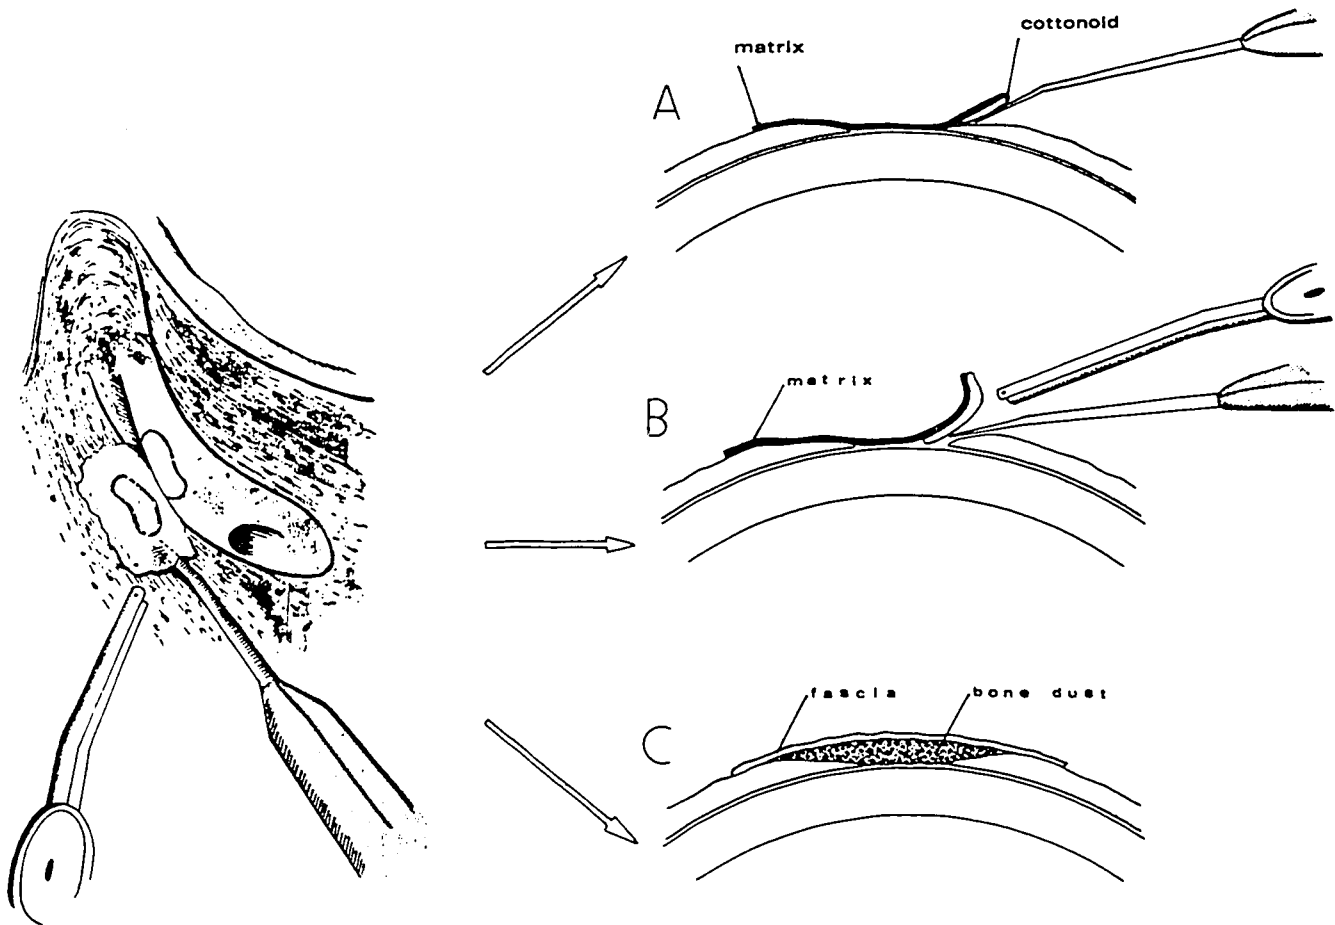 cottonoid
matrix
A
matrix
B
fascia
bone dust
C